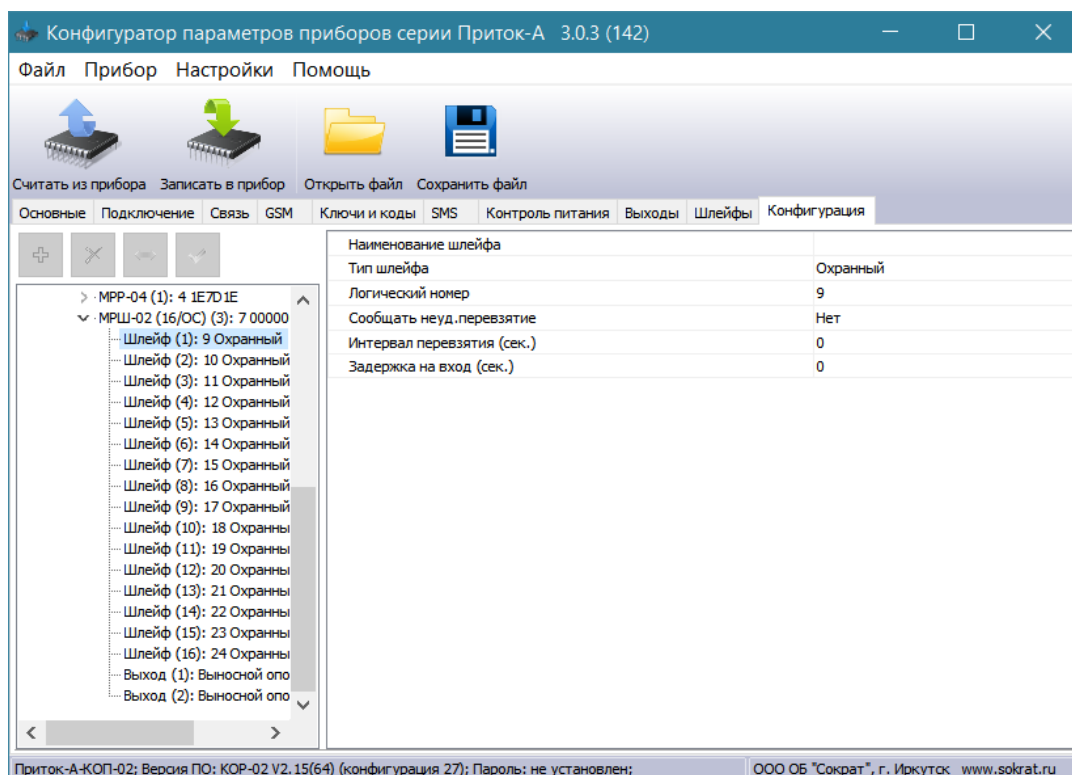 Конфигуратор параметров приборов серии Приток-А 3.0.3 (142)
Файл Прибор Настройки Помощь
Считать из прибора Записать в прибор Открыть файл Сохранить файл
Основные Подключение Связь GSM Ключи и коды SMS Контроль питания Выходы Шлейфы Конфигурация
Наименование шлейфа
Тип шлейфа Охранный
Логический номер 9
Сообщать неуд.перевзятие Нет
Интервал перевзятия (сек.) 0
Задержка на вход (сек.) 0
МРР-04 (1): 4 1E7D1E
МРШ-02 (16/ОС) (3): 7 00000
Шлейф (1): 9 Охранный
Шлейф (2): 10 Охранный
Шлейф (3): 11 Охранный
Шлейф (4): 12 Охранный
Шлейф (5): 13 Охранный
Шлейф (6): 14 Охранный
Шлейф (7): 15 Охранный
Шлейф (8): 16 Охранный
Шлейф (9): 17 Охранный
Шлейф (10): 18 Охранны
Шлейф (11): 19 Охранны
Шлейф (12): 20 Охранны
Шлейф (13): 21 Охранны
Шлейф (14): 22 Охранны
Шлейф (15): 23 Охранны
Шлейф (16): 24 Охранны
Выход (1): Выносной опо
Выход (2): Выносной опо
Приток-А-КОП-02; Версия ПО: КОР-02 V2.15(64) (конфигурация 27); Пароль: не установлен; ООО ОБ "Сократ", г. Иркутск www.sokrat.ru